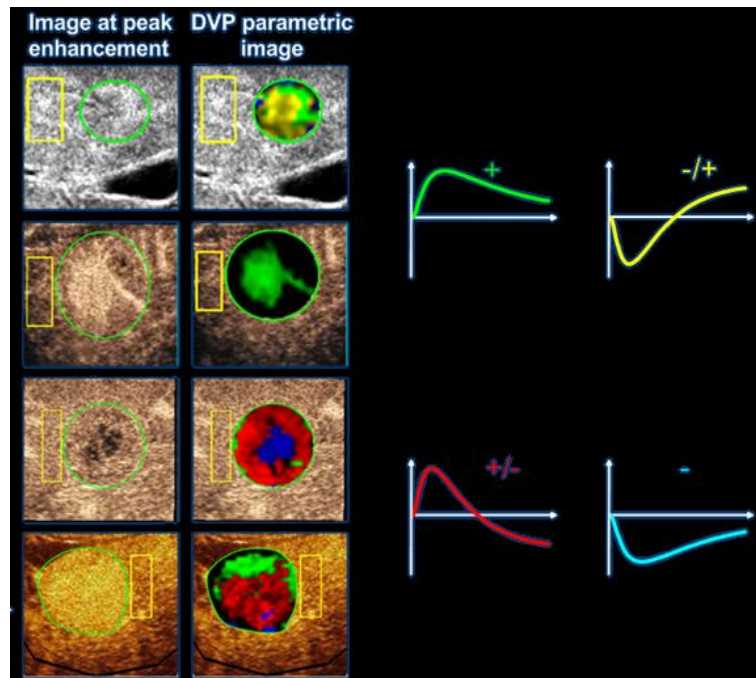 Image at peak
enhancement
DVP parametric
image
+
-/+
+/-
-